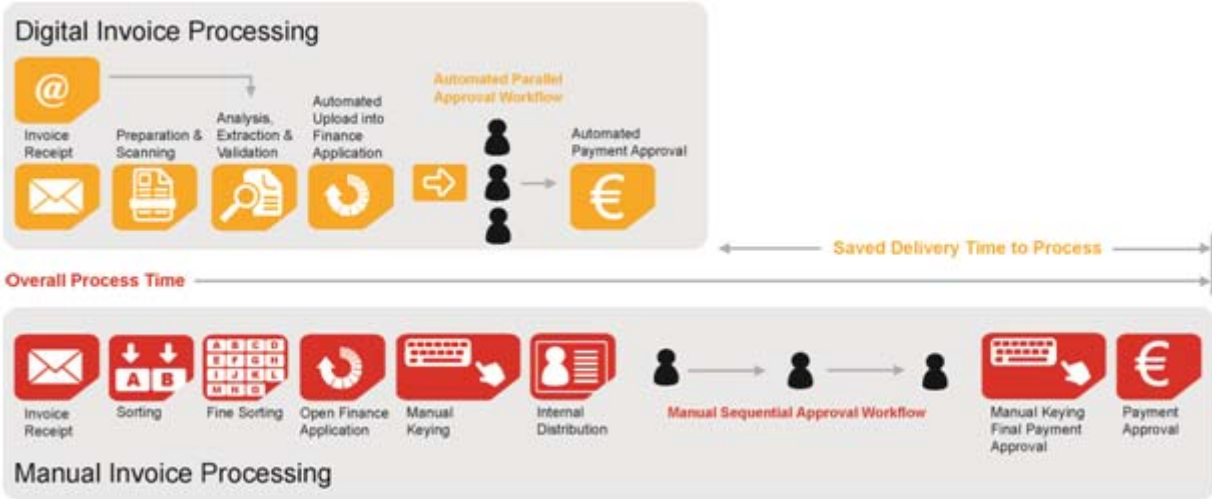 Digital Invoice Processing
@
Invoice
Receipt
Preparation &
Scanning
Analysis,
Extraction &
Validation
Automated
Upload into
Finance
Application
Automated Parallel
Approval Workflow
Automated
Payment Approval
€
Saved Delivery Time to Process
Overall Process Time
A B
A B C D
E F G H
I J K L
M N O
€
Invoice
Receipt
Sorting
Fine Sorting
Open Finance
Application
Manual
Keying
Internal
Distribution
Manual Sequential Approval Workflow
Manual Keying
Final Payment
Approval
Payment
Approval
Manual Invoice Processing